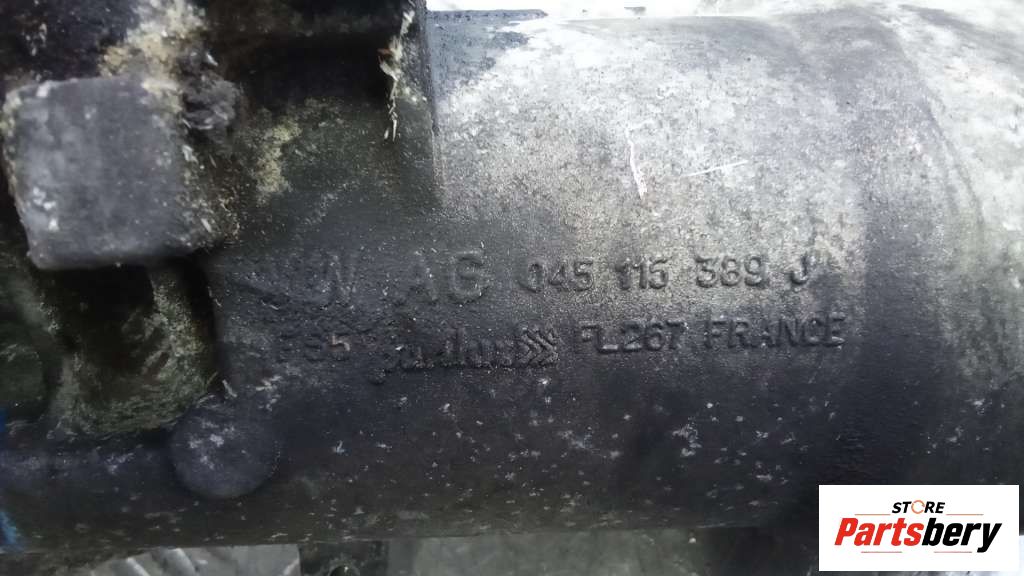 VW AG 045 115 389 J
FL267 FRANCE
STORE
Partsbery